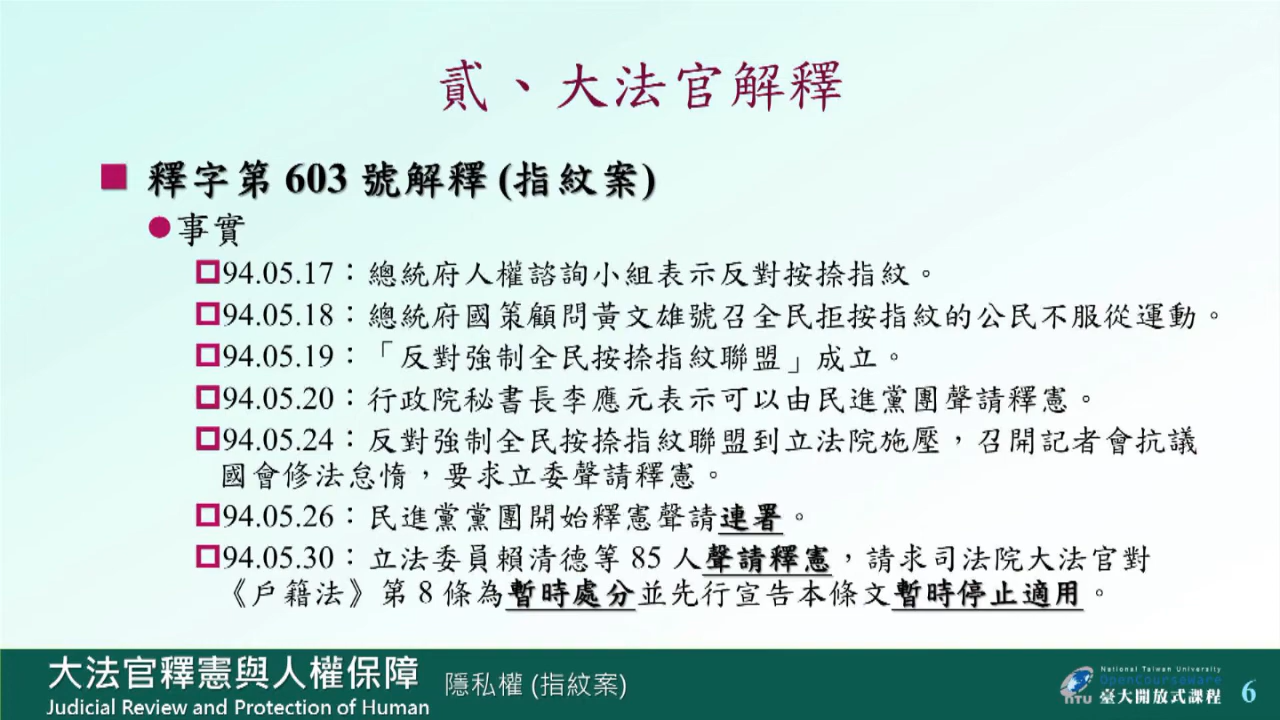 貳、大法官解釋
釋字第 603 號解釋 (指紋案)
事實
94.05.17：總統府人權諮詢小組表示反對按捺指紋。
94.05.18：總統府國策顧問黃文雄號召全民拒按指紋的公民不服從運動。
94.05.19：「反對強制全民按捺指紋聯盟」成立。
94.05.20：行政院秘書長李應元表示可以由民進黨團聲請釋憲。
94.05.24：反對強制全民按捺指紋聯盟到立法院施壓，召開記者會抗議
國會修法怠惰，要求立委聲請釋憲。
94.05.26：民進黨黨團開始釋憲聲請連署。
94.05.30：立法委員賴清德等 85 人聲請釋憲，請求司法院大法官對
《戶籍法》第 8 條為暫時處分並先行宣告本條文暫時停止適用。
大法官釋憲與人權保障 隱私權 (指紋案)
Judicial Review and Protection of Human
National Taiwan University
OpenCourseWare
NTU 臺大開放式課程
6